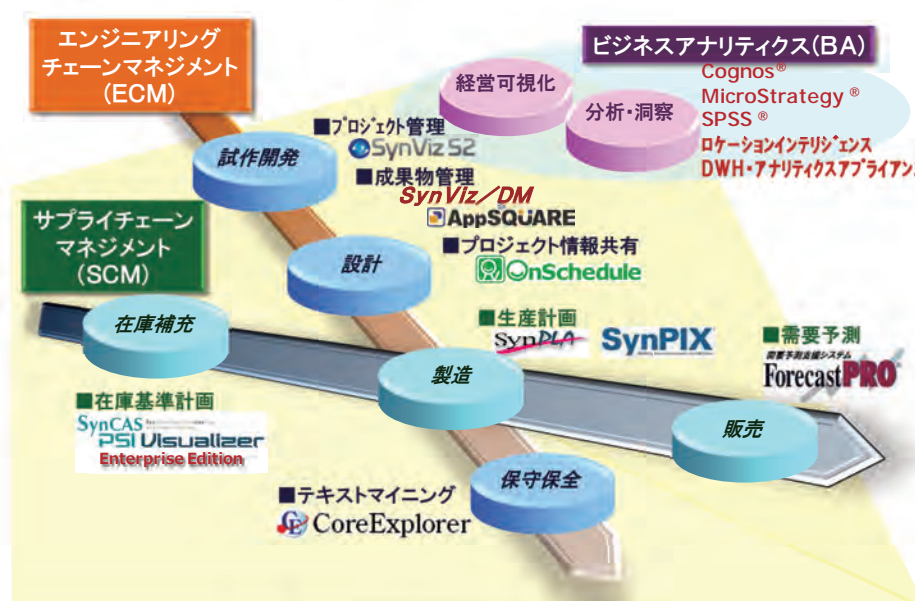 エンジニアリング
チェーンマネジメント
(ECM)
ビジネスアナリティクス(BA)
Cognos®
MicroStrategy ®
SPSS ®
ロケーションインテリジェンス
DWH・アナリティクスアプライアンス
経営可視化
分析・洞察
試作開発
■プロジェクト管理
SynViz S2
■成果物管理
SynViz／DM
AppSQUARE
サプライチェーン
マネジメント
(SCM)
設計
■プロジェクト情報共有
OnSchedule
在庫補充
■生産計画
SynPLA
SynPIX
■需要予測
需要予測支援システム
ForecastPRO®
製造
■在庫基準計画
SynCAS
PSI Visualizer
Enterprise Edition
販売
保守保全
■テキストマイニング
CoreExplorer